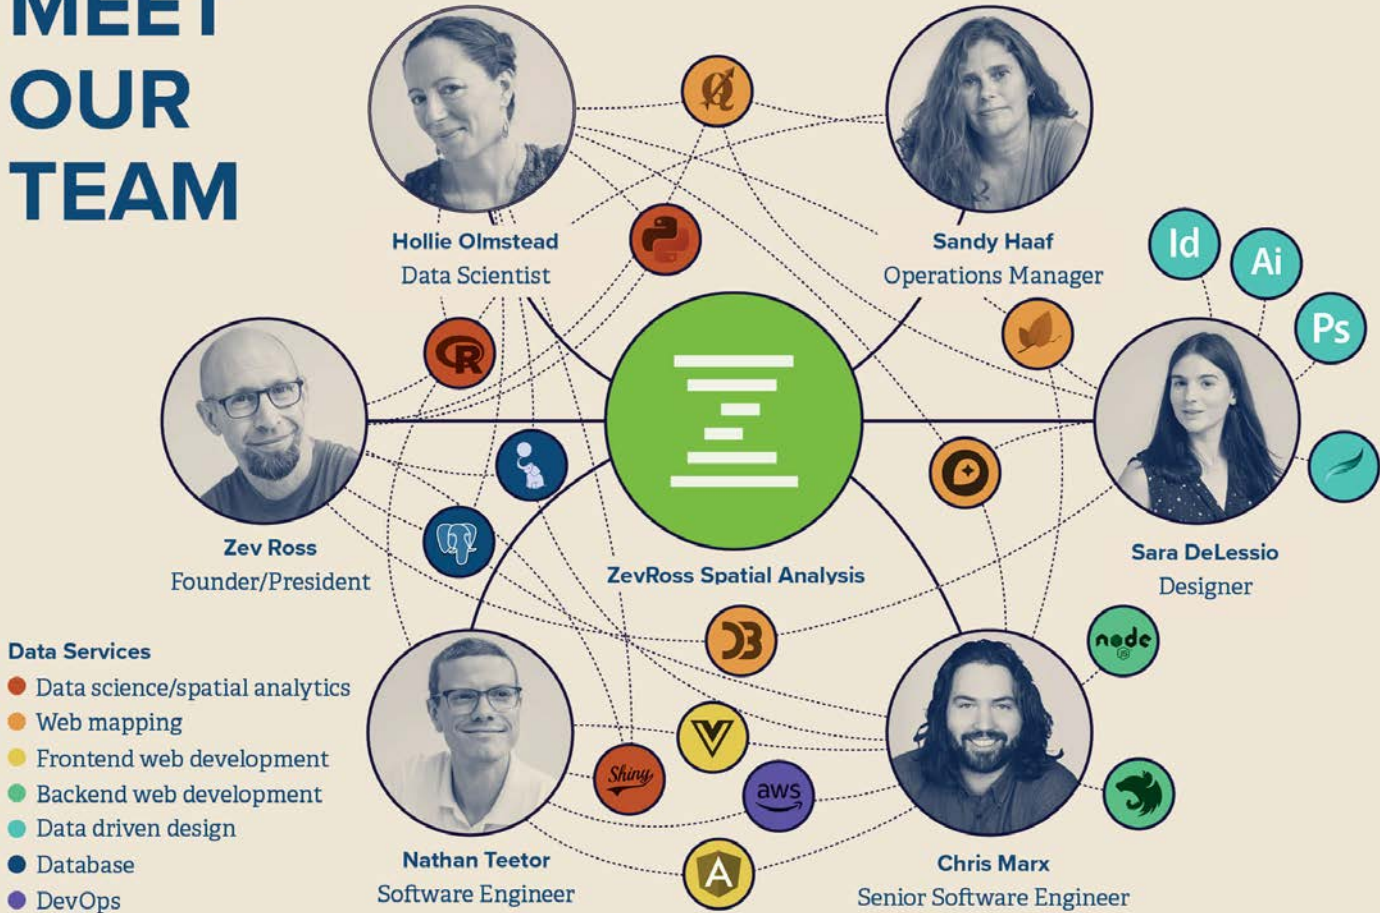 MEET
OUR
TEAM
Hollie Olmstead
Data Scientist
Sandy Haaf
Operations Manager
Id
Ai
Ps
R
Zev Ross
Founder/President
ZevRoss Spatial Analysis
Sara DeLessio
Designer
D3
node
JS
Shiny
aws
A
Nathan Teetor
Software Engineer
Chris Marx
Senior Software Engineer
Data Services
Data science/spatial analytics
Web mapping
Frontend web development
Backend web development
Data driven design
Database
DevOps